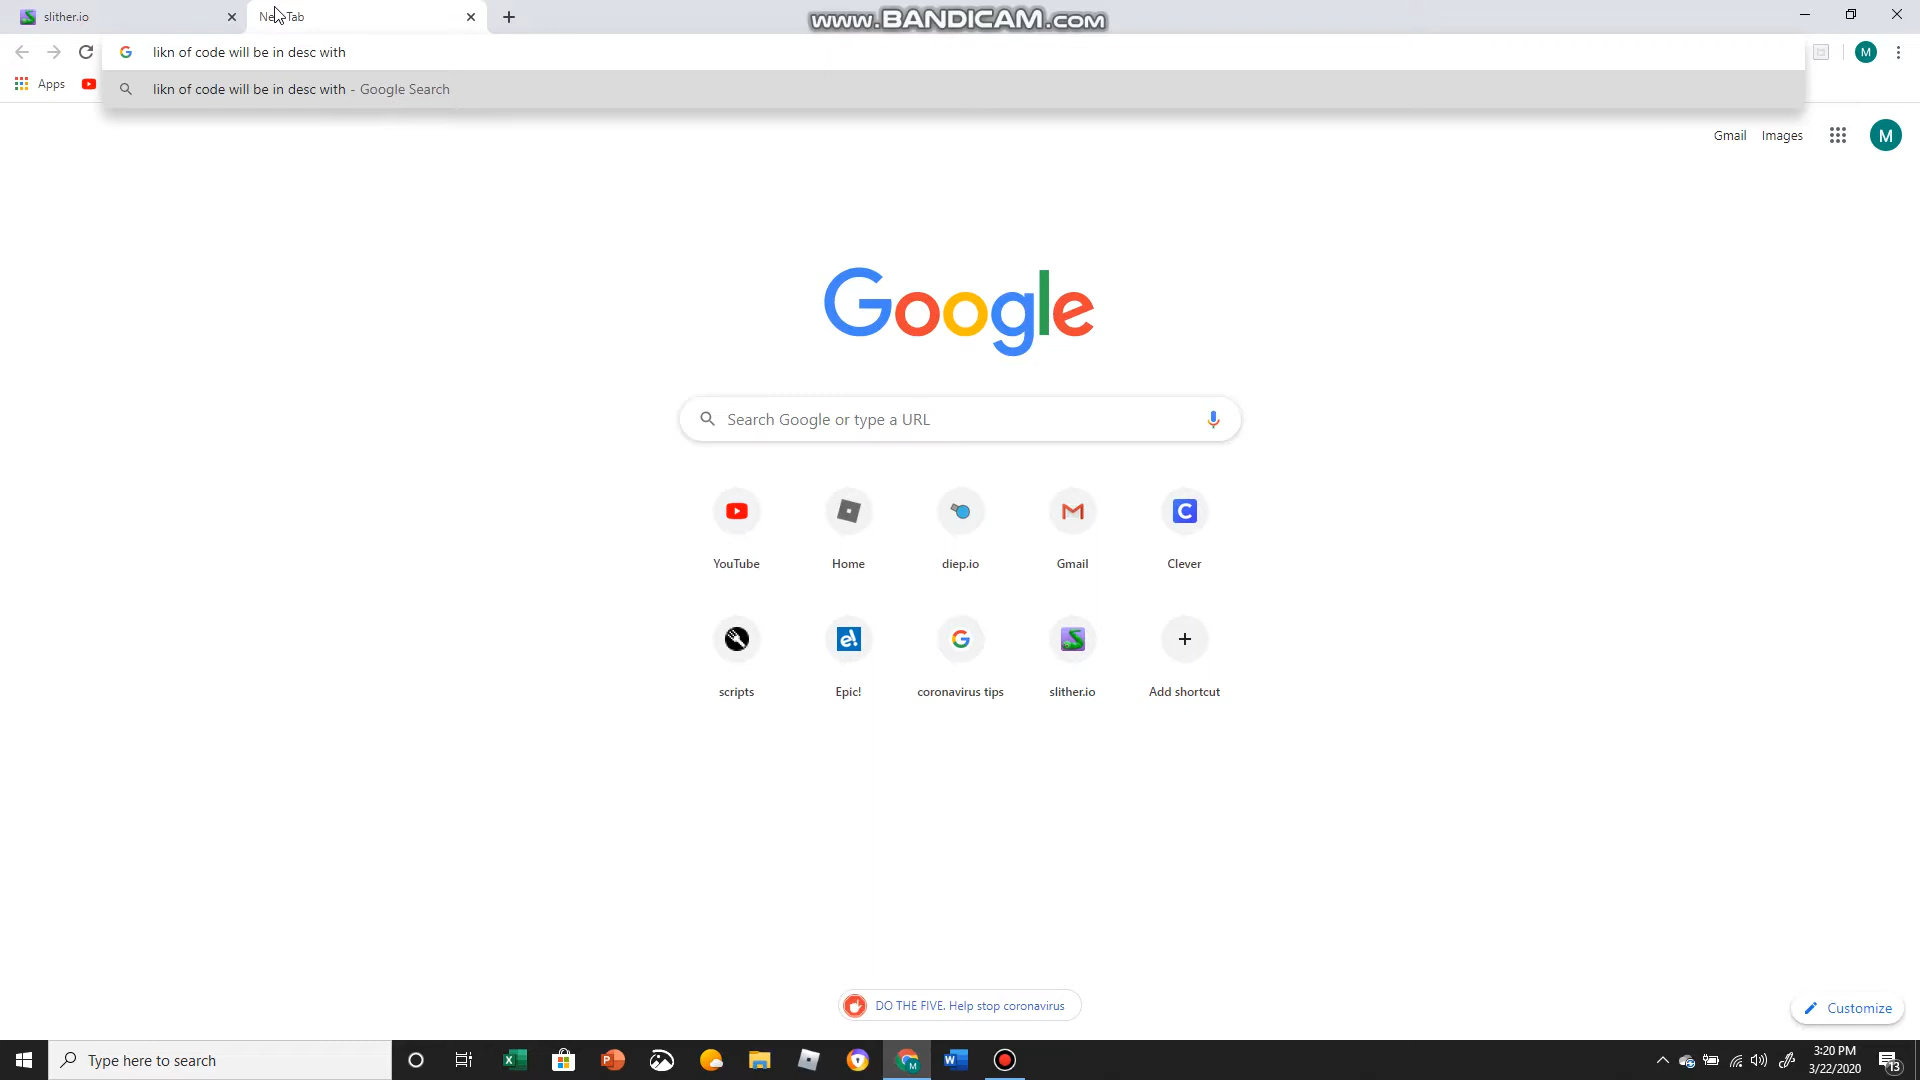 slither.io
New Tab
www.BANDICAM.com
likn of code will be in desc with
M
Apps
likn of code will be in desc with - Google Search
Gmail
Images
M
Google
Search Google or type a URL
YouTube
Home
diep.io
Gmail
Clever
scripts
Epic!
coronavirus tips
slither.io
Add shortcut
DO THE FIVE. Help stop coronavirus
Customize
Type here to search
3:20 PM
3/22/2020
13